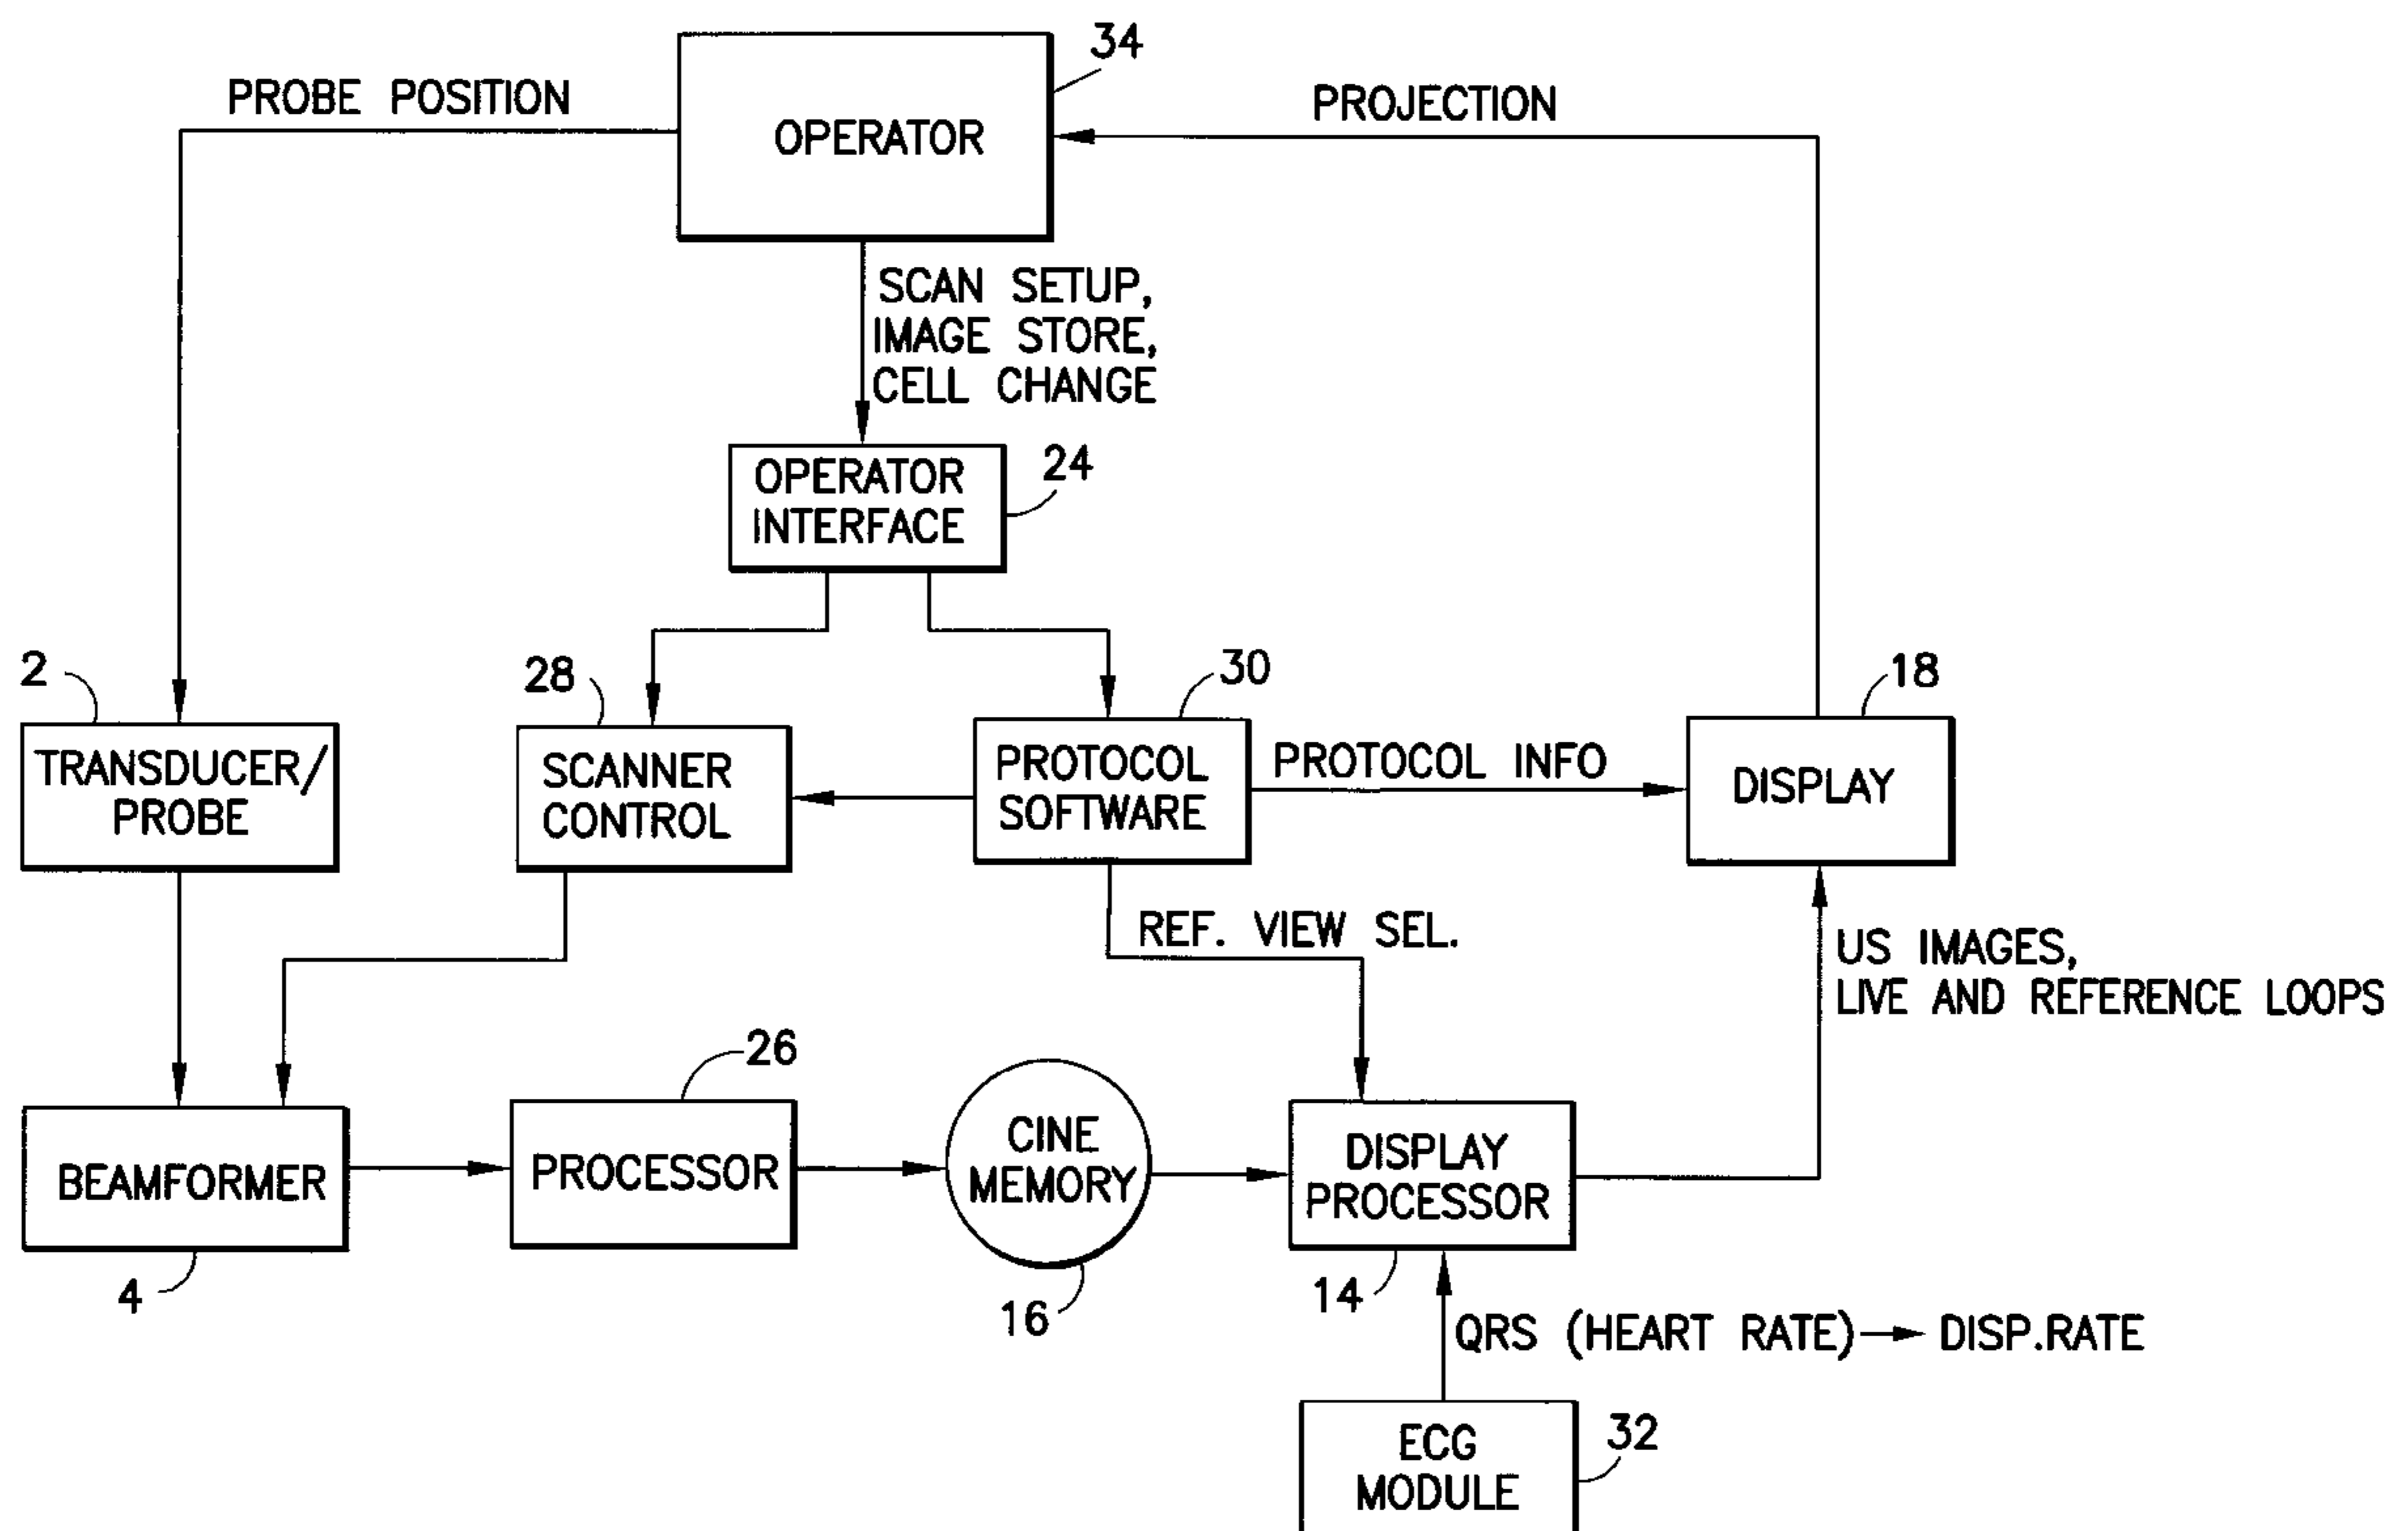 34
PROBE POSITION
PROJECTION
OPERATOR
SCAN SETUP,
IMAGE STORE,
CELL CHANGE
OPERATOR
INTERFACE
24
2
28
30
18
TRANSDUCER/
PROBE
SCANNER
CONTROL
PROTOCOL
SOFTWARE
PROTOCOL INFO
DISPLAY
REF. VIEW SEL.
US IMAGES,
LIVE AND REFERENCE LOOPS
26
BEAMFORMER
PROCESSOR
CINE
MEMORY
DISPLAY
PROCESSOR
4
16
14
QRS (HEART RATE) → DISP.RATE
ECG
MODULE
32